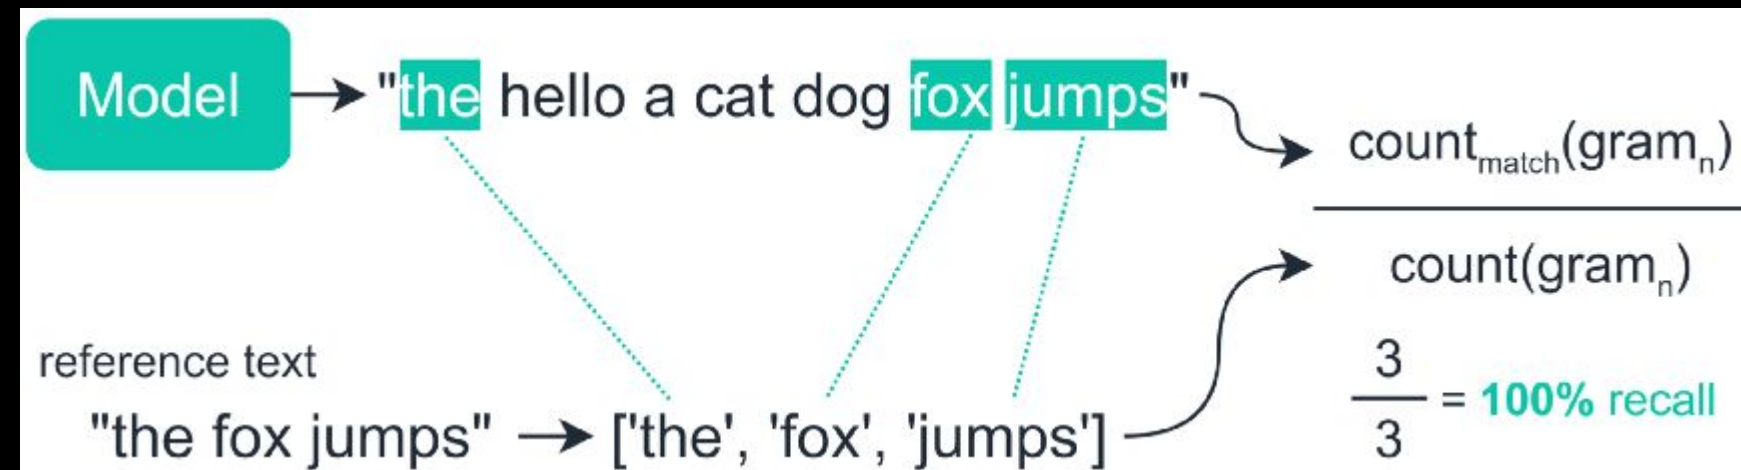 Model
"the hello a cat dog fox jumps"
count_match(gram_n)
count(gram_n)
reference text
"the fox jumps"
['the', 'fox', 'jumps']
3
3
= 100% recall